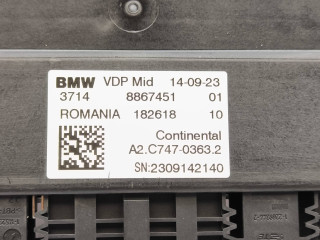 BMW VDP Mid 14-09-23
3714 8867451 01
ROMANIA 182618 10
Continental
A2.C747-0363.2
SN:2309142140